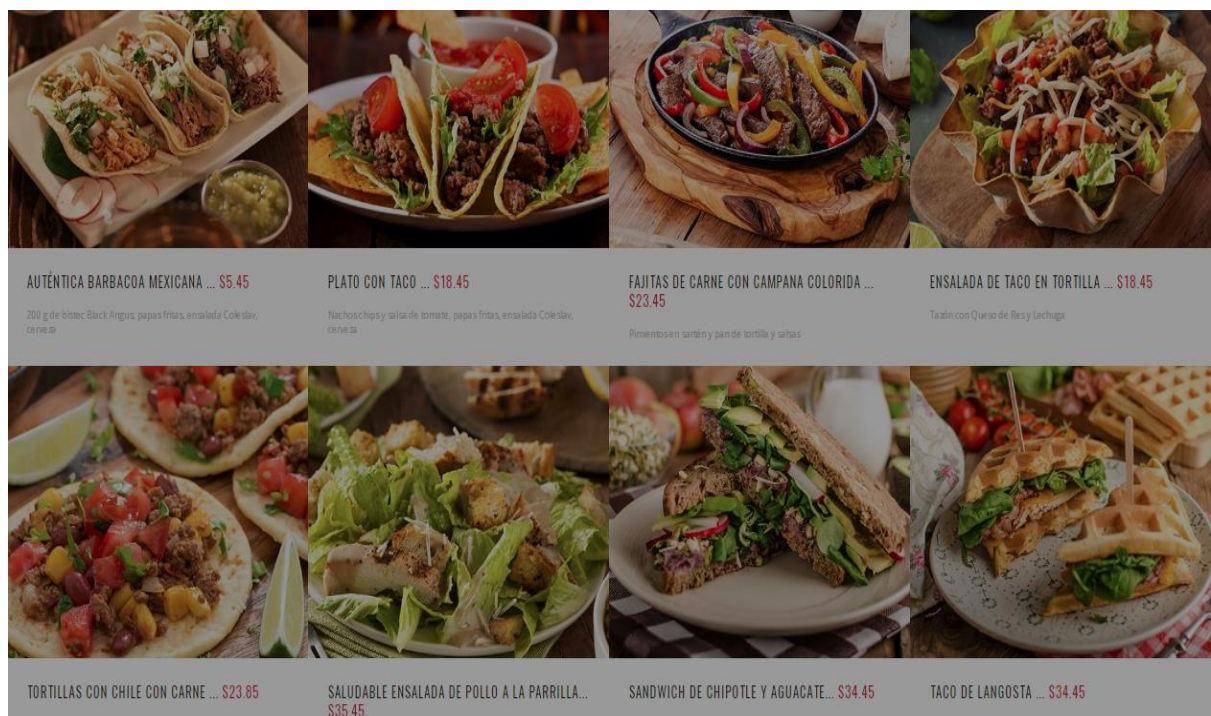 AUTÉNTICA BARBACOA MEXICANA ... $5.45
200 g de bistec Black Angus, papas fritas, ensalada Coleslav,
cerveza
PLATO CON TACO ... $18.45
Nachos chips y salsa de tomate, papas fritas, ensalada Coleslav,
cerveza
FAJITAS DE CARNE CON CAMPANA COLORIDA ...
$23.45
Pimientos en sartén y pan de tortilla y salsas
ENSALADA DE TACO EN TORTILLA ... $18.45
Tazón con Queso de Res y Lechuga
TORTILLAS CON CHILE CON CARNE ... $23.85
SALUDABLE ENSALADA DE POLLO A LA PARRILLA...
$35.45
SANDWICH DE CHIPOTLE Y AGUACATE... $34.45
TACO DE LANGOSTA ... $34.45